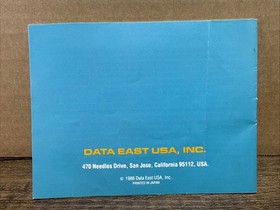 DATA EAST USA, INC.
470 Needles Drive, San Jose, California 95112, USA.
© 1986 Data East USA, Inc.
PRINTED IN JAPAN